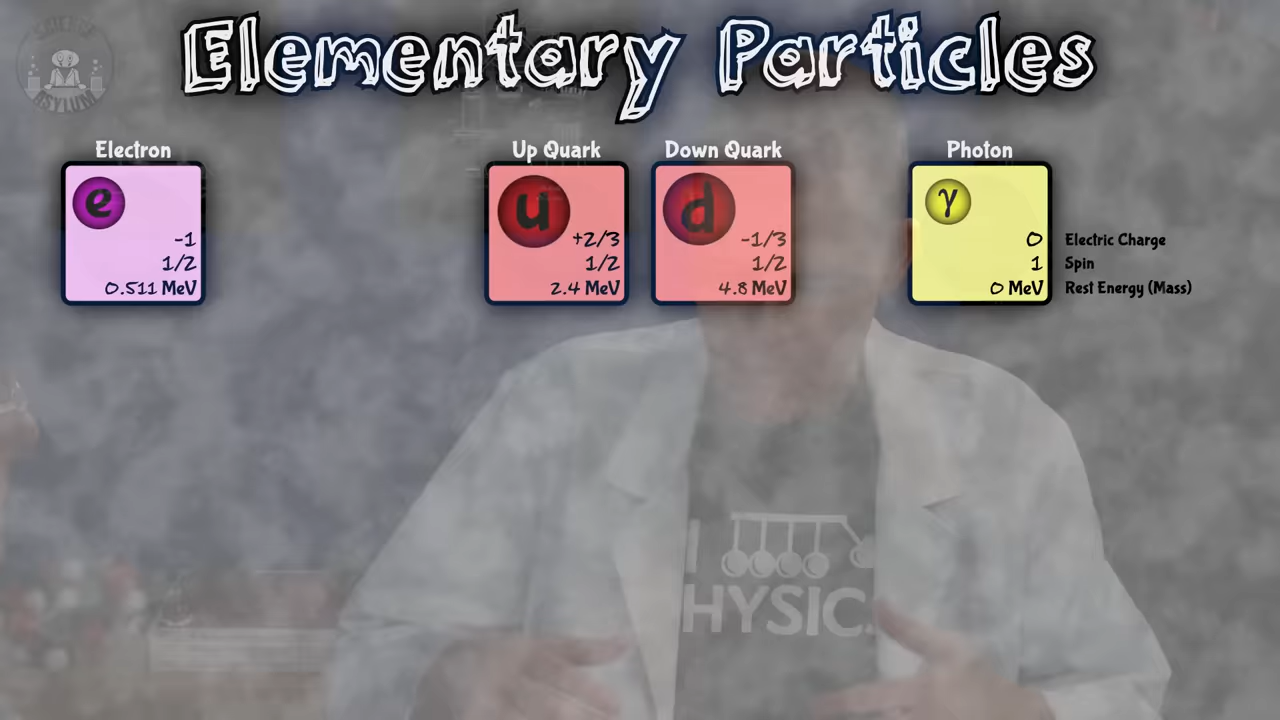 SCIENCE
ASYLUM
Elementary Particles
Electron
e
-1
1/2
0.511 MeV
Up Quark
u
+2/3
1/2
2.4 MeV
Down Quark
d
-1/3
1/2
4.8 MeV
Photon
γ
0 Electric Charge
1 Spin
0 MeV Rest Energy (Mass)
I
HYSIC